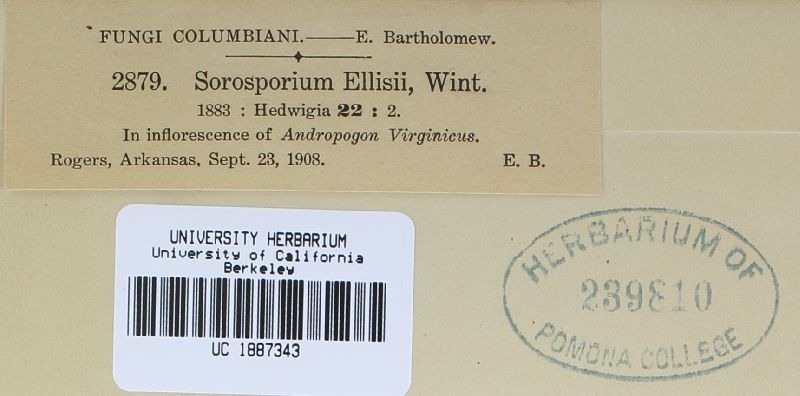 FUNGI COLUMBIANI.——E. Bartholomew.
2879. Sorosporium Ellisii, Wint.
1883 : Hedwigia 22 : 2.
In inflorescence of Andropogon Virginicus.
Rogers, Arkansas, Sept. 23, 1908. E. B.
UNIVERSITY HERBARIUM
University of California
Berkeley
UC 1887343
HERBARIUM OF
239810
POMONA COLLEGE